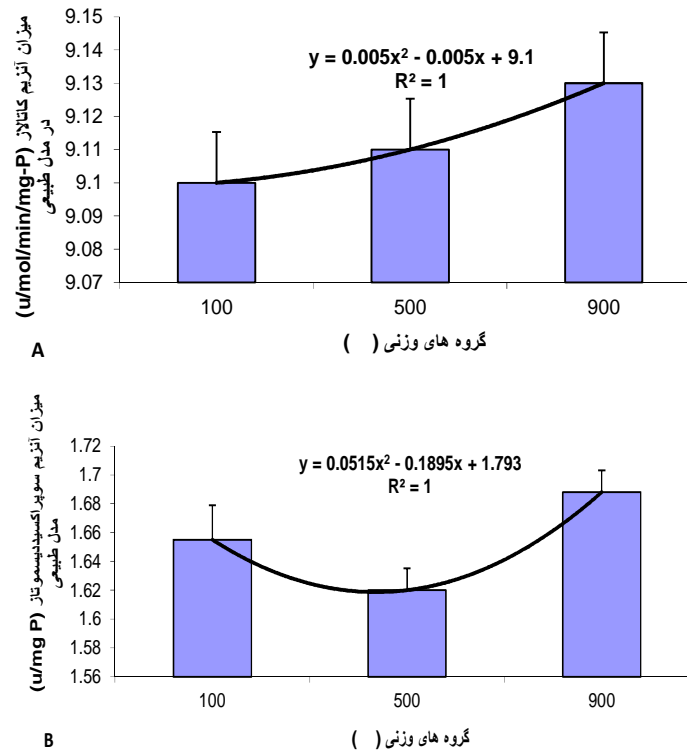 9.15
9.14
9.13
9.12
9.11
9.1
9.09
9.08
9.07
میزان آنزیم کاتالاز (u/mol/min/mg-P)
در مدل طبیعی
y = 0.005x² - 0.005x + 9.1
R² = 1
100 500 900
گروه های وزنی ( )
A
1.72
1.7
1.68
1.66
1.64
1.62
1.6
1.58
1.56
میزان آنزیم سوپراکسیددیسموتاز (u/mg P)
مدل طبیعی
y = 0.0515x² - 0.1895x + 1.793
R² = 1
100 500 900
گروه های وزنی ( )
B